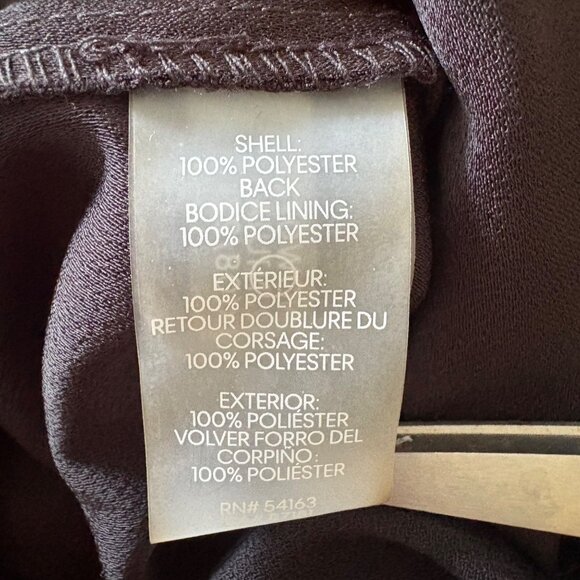 SHELL:
100% POLYESTER
BACK
BODICE LINING:
100% POLYESTER
EXTÉRIEUR:
100% POLYESTER
RETOUR DOUBLURE DU
CORSAGE:
100% POLYESTER
EXTERIOR:
100% POLIÉSTER
VOLVER FORRO DEL
CORPIÑO:
100% POLIÉSTER
RN# 54163